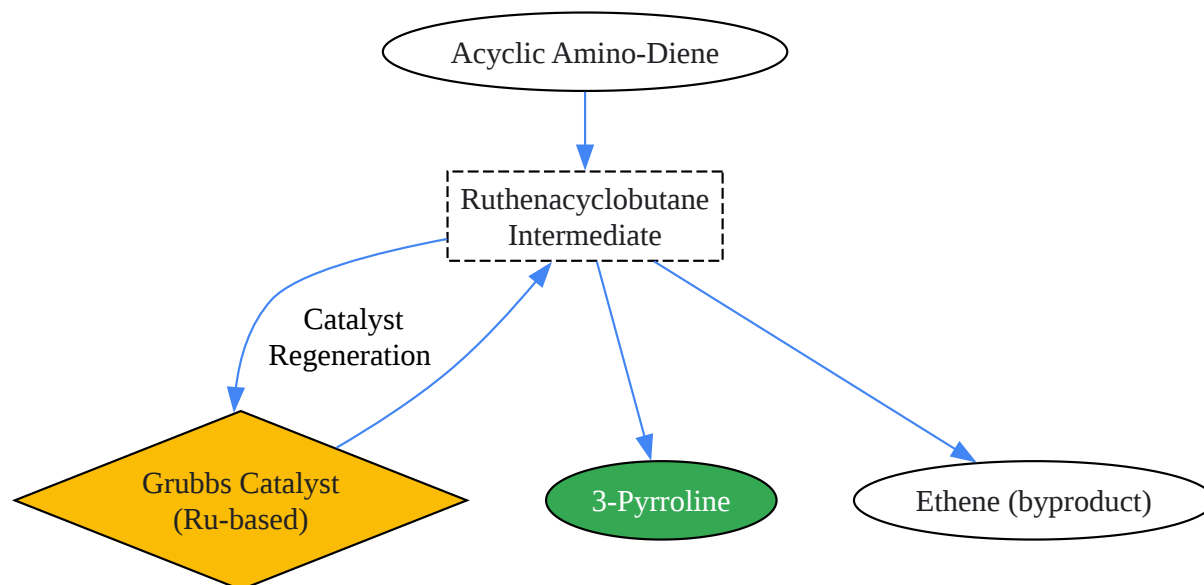 Acyclic Amino-Diene
Ruthenacyclobutane
Intermediate
Catalyst
Regeneration
Grubbs Catalyst
(Ru-based)
3-Pyrroline
Ethene (byproduct)